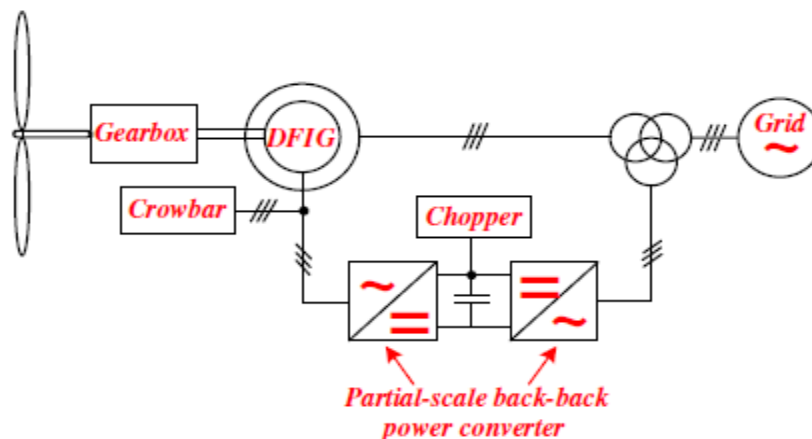 Gearbox
DFIG
Grid
Crowbar
Chopper
Partial-scale back-back
power converter